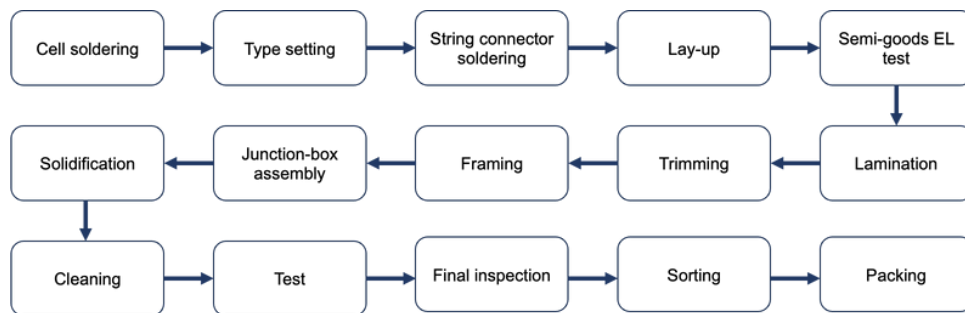 Cell soldering
Type setting
String connector
soldering
Lay-up
Semi-goods EL
test
Lamination
Trimming
Framing
Junction-box
assembly
Solidification
Cleaning
Test
Final inspection
Sorting
Packing